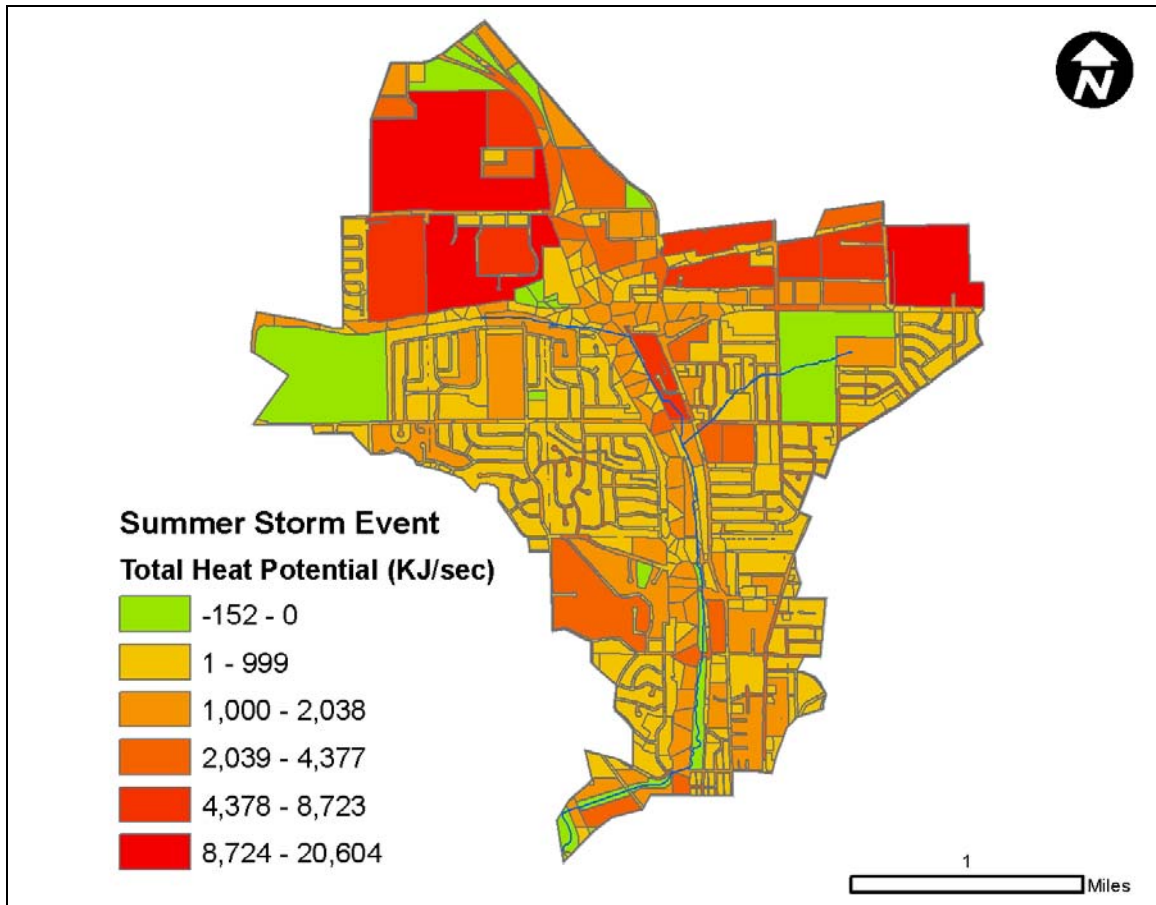 N
Summer Storm Event
Total Heat Potential (KJ/sec)
-152 - 0
1 - 999
1,000 - 2,038
2,039 - 4,377
4,378 - 8,723
8,724 - 20,604
1
Miles